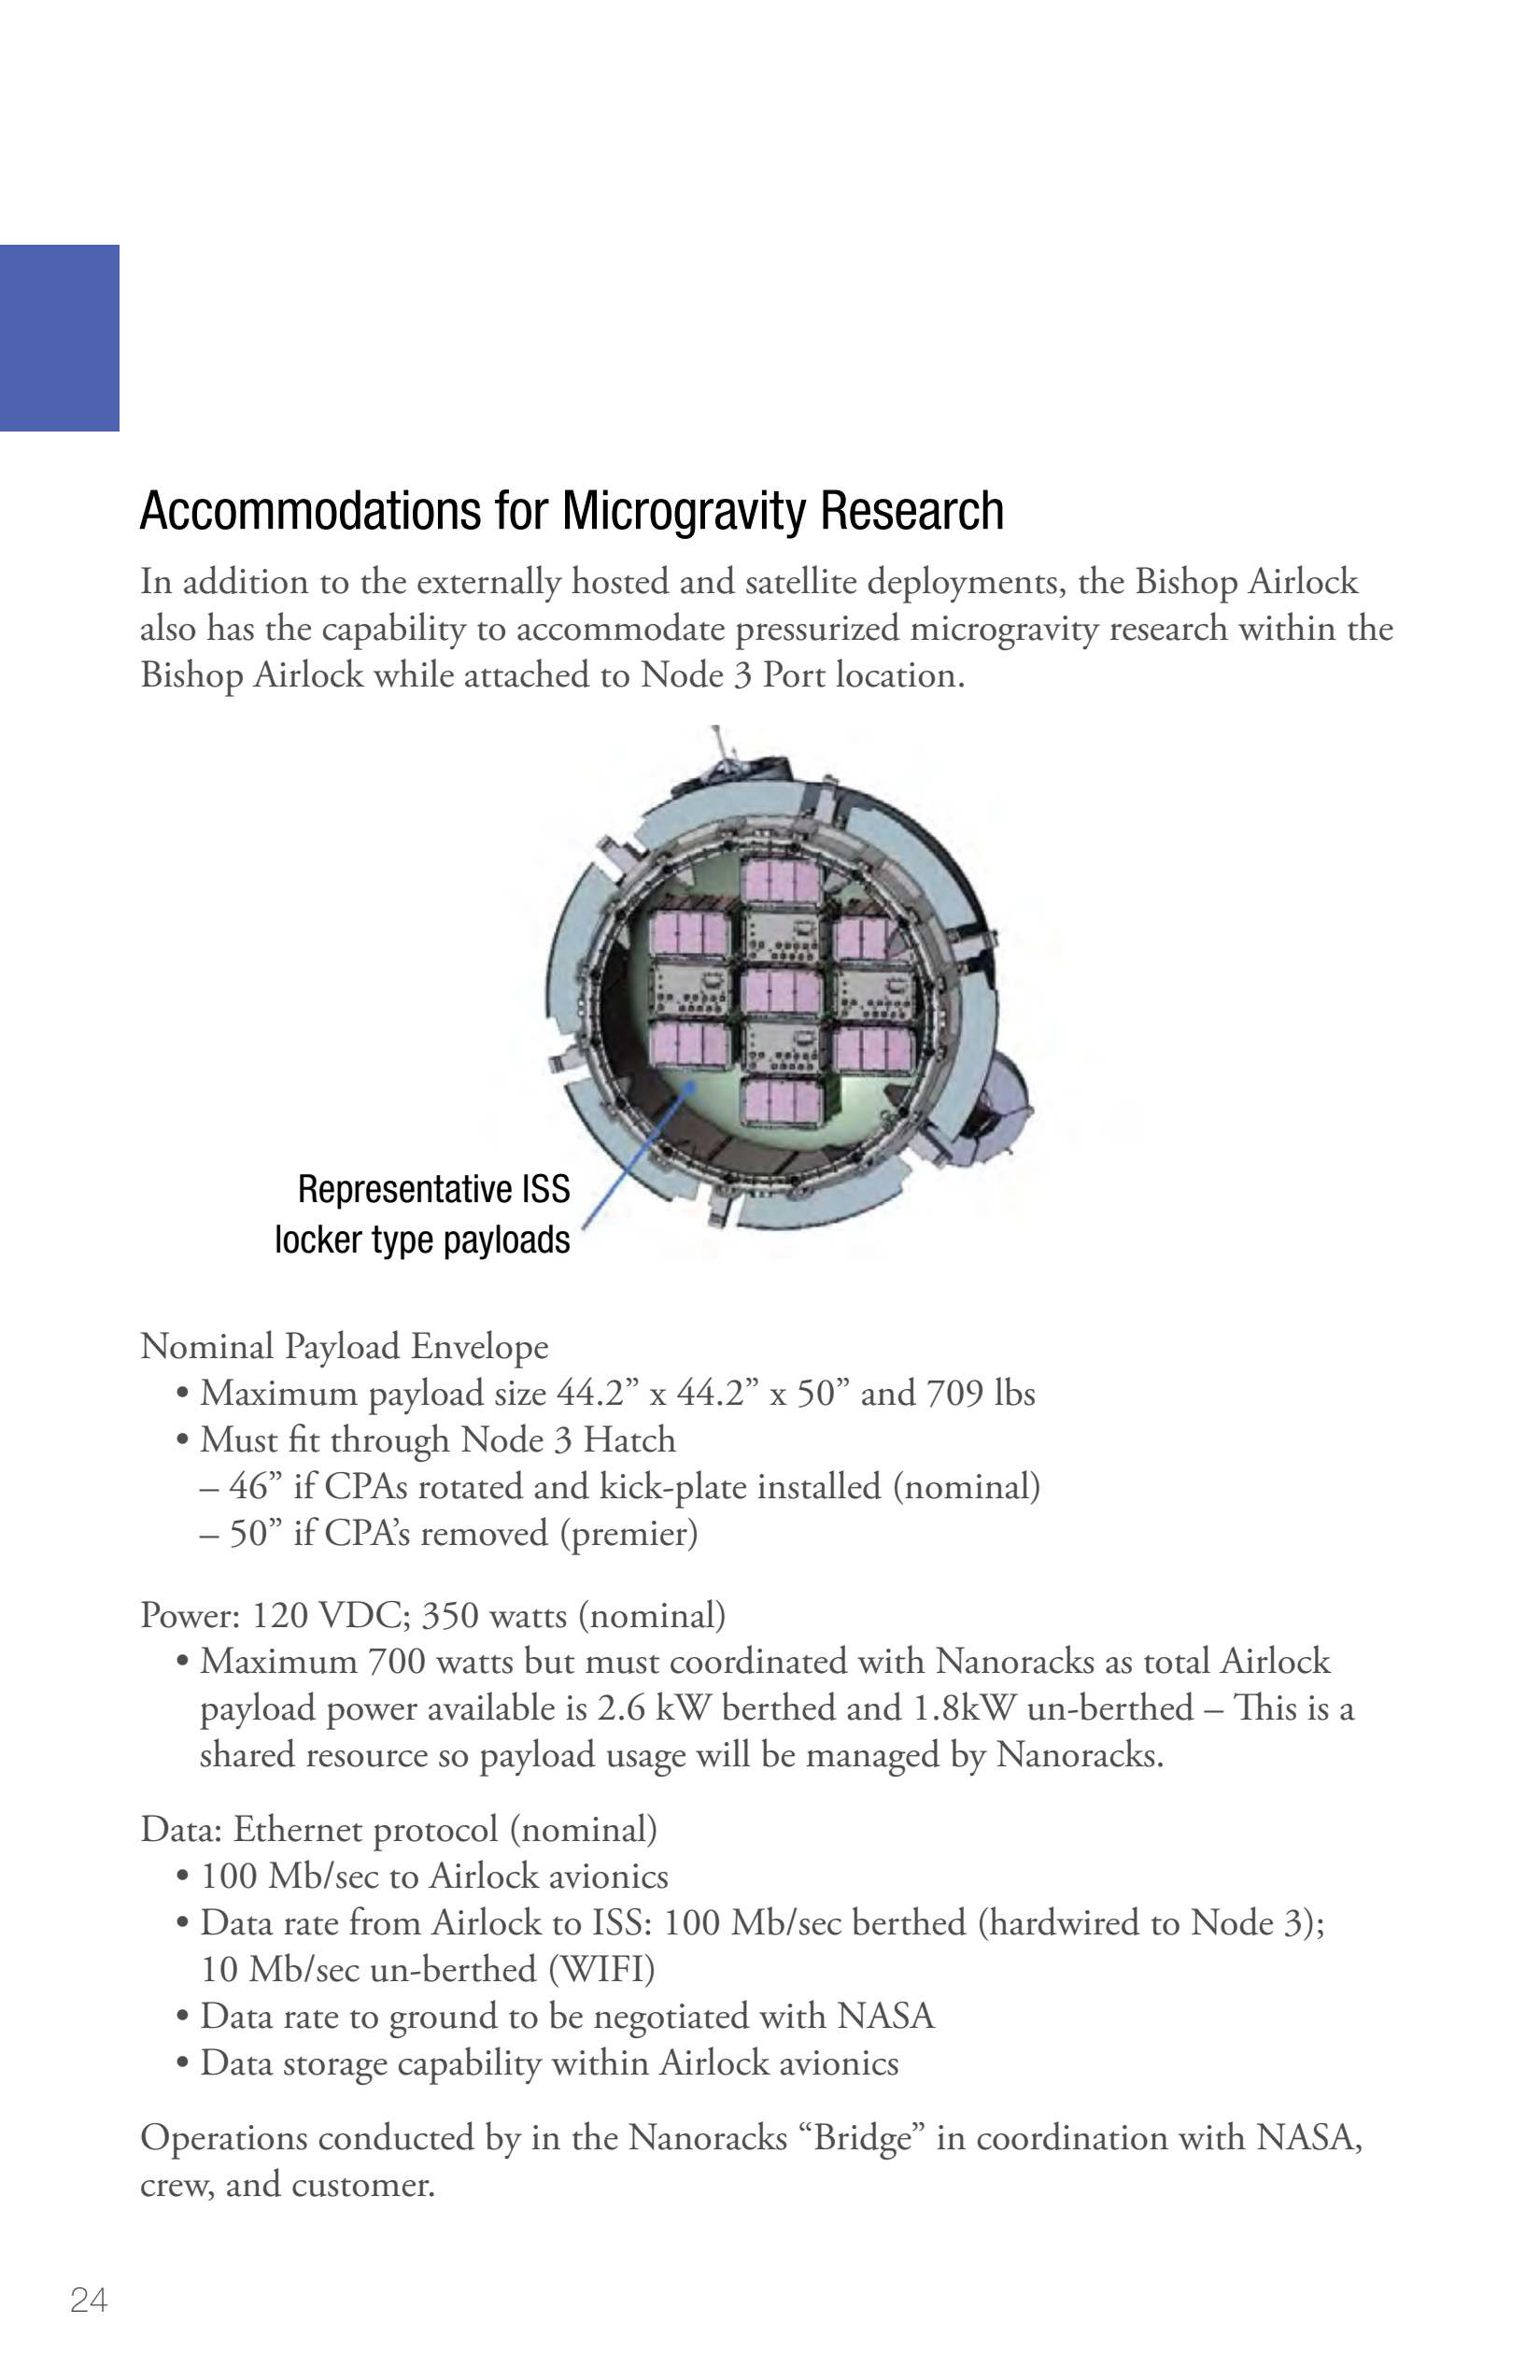 Accommodations for Microgravity Research
In addition to the externally hosted and satellite deployments, the Bishop Airlock
also has the capability to accommodate pressurized microgravity research within the
Bishop Airlock while attached to Node 3 Port location.
Representative ISS
locker type payloads
Nominal Payload Envelope
• Maximum payload size 44.2” x 44.2” x 50” and 709 lbs
• Must fit through Node 3 Hatch
– 46” if CPAs rotated and kick-plate installed (nominal)
– 50” if CPA’s removed (premier)
Power: 120 VDC; 350 watts (nominal)
• Maximum 700 watts but must coordinated with Nanoracks as total Airlock
payload power available is 2.6 kW berthed and 1.8kW un-berthed – This is a
shared resource so payload usage will be managed by Nanoracks.
Data: Ethernet protocol (nominal)
• 100 Mb/sec to Airlock avionics
• Data rate from Airlock to ISS: 100 Mb/sec berthed (hardwired to Node 3);
10 Mb/sec un-berthed (WIFI)
• Data rate to ground to be negotiated with NASA
• Data storage capability within Airlock avionics
Operations conducted by in the Nanoracks “Bridge” in coordination with NASA,
crew, and customer.
24